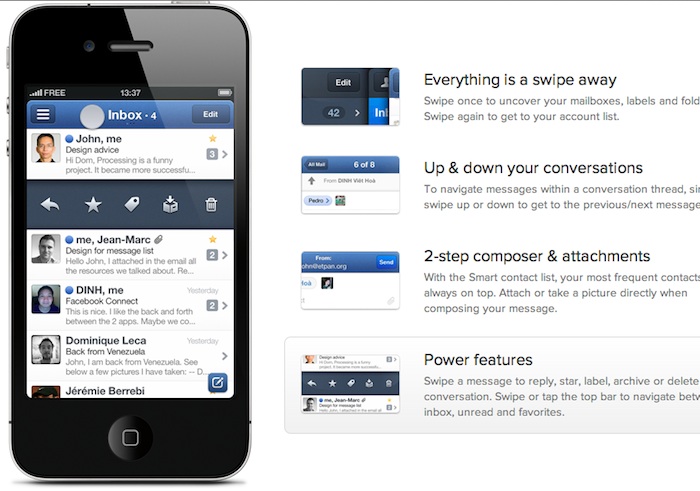 FREE
13:37
Inbox · 4
Edit
John, me
Design advice
Hi Dom, Processing is a funny
project. It became more successfu...
3
me, Jean-Marc
Design for message list
Hello John, I attached in the email all
the resources we talked about. Re...
2
DINH, me
Yesterday
Facebook Connect
This is nice. I like the back and forth
between the 2 apps. Maybe we co...
2
Dominique Leca
Yesterday
Back from Venezuela
John, I am back from Venezuela. See
below a few pictures I have taken: -- D...
Jérémie Berrebi
Edit
42
Everything is a swipe away
Swipe once to uncover your mailboxes, labels and fold
Swipe again to get to your account list.
All Mail
6 of 8
From DINH Viêt Hoà
Pedro
Up & down your conversations
To navigate messages within a conversation thread, sim
swipe up or down to get to the previous/next message
From:
ohn@etpan.org
Send
2-step composer & attachments
With the Smart contact list, your most frequent contacts
always on top. Attach or take a picture directly when
composing your message.
Design advice
me, Jean-Marc
Design for message list
Power features
Swipe a message to reply, star, label, archive or delete
conversation. Swipe or tap the top bar to navigate betw
inbox, unread and favorites.